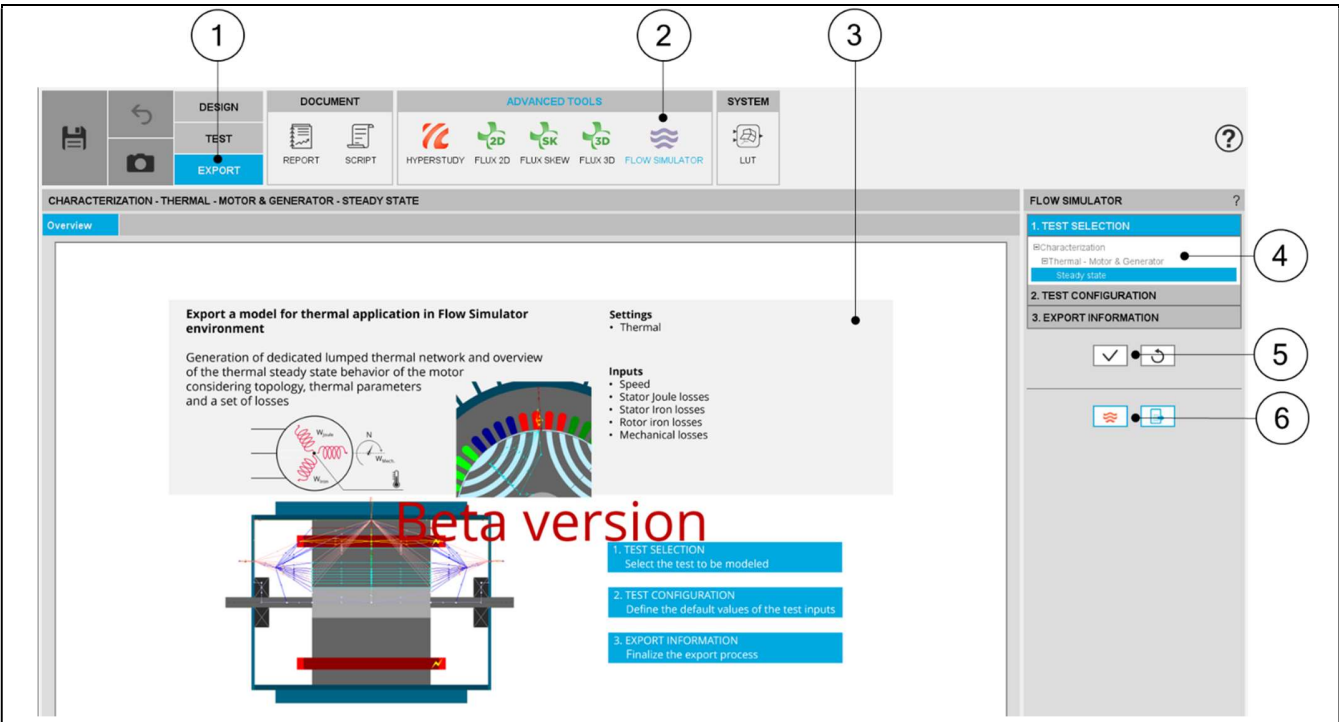 1
2
3
DESIGN
TEST
EXPORT
DOCUMENT
REPORT
SCRIPT
ADVANCED TOOLS
2D
SK
3D
HYPERSTUDY
FLUX 2D
FLUX SKEW
FLUX 3D
FLOW SIMULATOR
SYSTEM
LUT
?
CHARACTERIZATION - THERMAL - MOTOR & GENERATOR - STEADY STATE
Overview
Export a model for thermal application in Flow Simulator
environment
Generation of dedicated lumped thermal network and overview
of the thermal steady state behavior of the motor
considering topology, thermal parameters
and a set of losses
WJoule
N
WMech.
WIron
Settings
• Thermal
Inputs
• Speed
• Stator Joule losses
• Stator Iron losses
• Rotor iron losses
• Mechanical losses
Beta version
1. TEST SELECTION
Select the test to be modeled
2. TEST CONFIGURATION
Define the default values of the test inputs
3. EXPORT INFORMATION
Finalize the export process
FLOW SIMULATOR ?
1. TEST SELECTION
Characterization
Thermal - Motor & Generator
Steady state
2. TEST CONFIGURATION
3. EXPORT INFORMATION
4
5
6